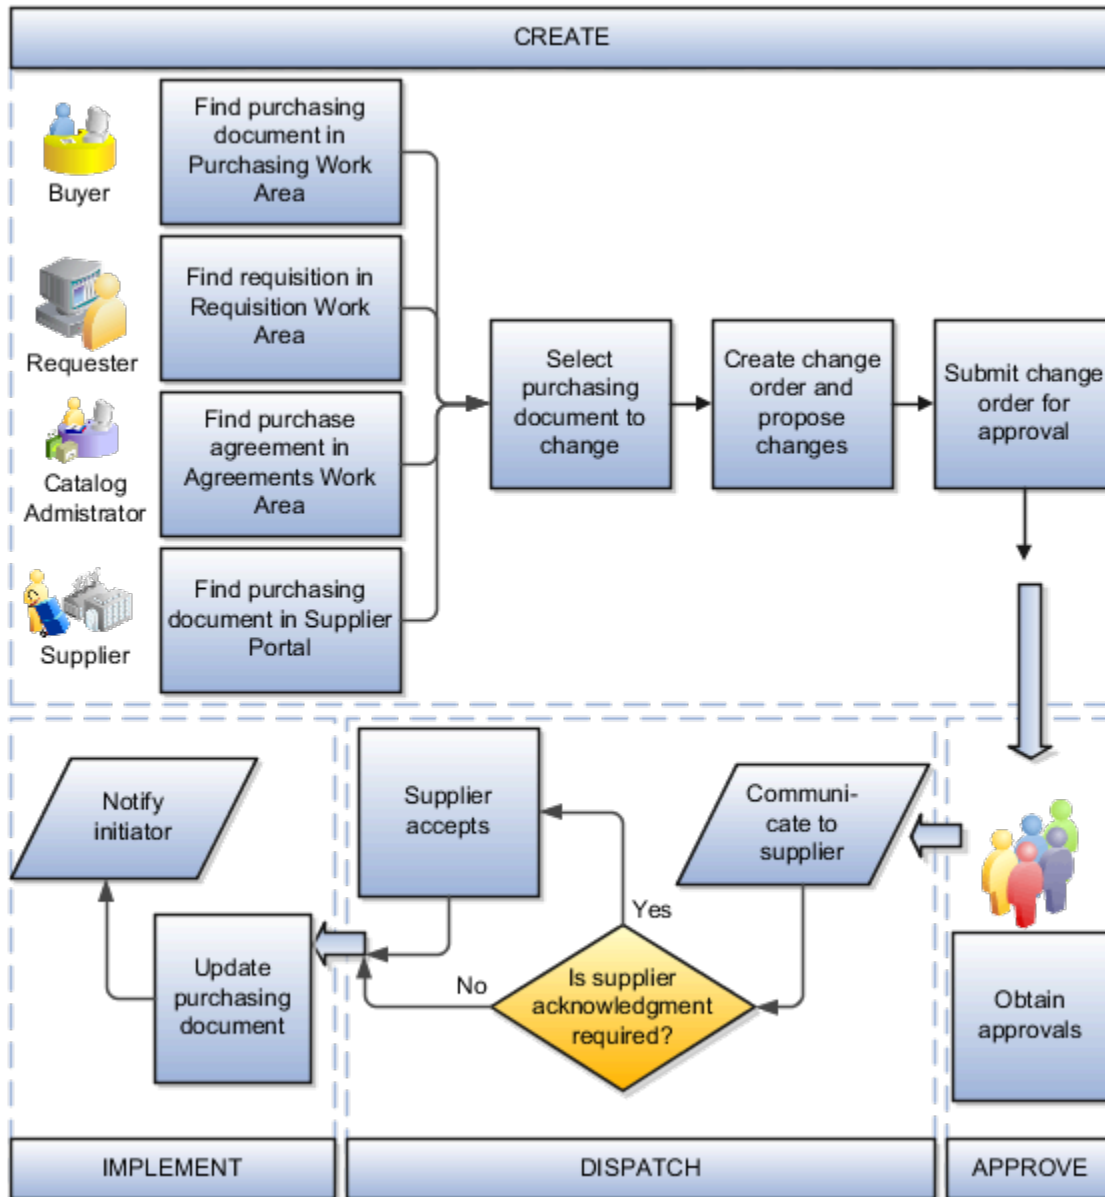 CREATE
Buyer
Find purchasing
document in
Purchasing Work
Area
Requester
Find requisition in
Requisition Work
Area
Catalog
Admistrator
Find purchase
agreement in
Agreements Work
Area
Supplier
Find purchasing
document in Supplier
Portal
Select
purchasing
document to
change
Create change
order and
propose
changes
Submit change
order for
approval
Notify
initiator
Update
purchasing
document
Supplier
accepts
Communi-
cate to
supplier
Yes
No
Is supplier
acknowledgment
required?
Obtain
approvals
IMPLEMENT
DISPATCH
APPROVE